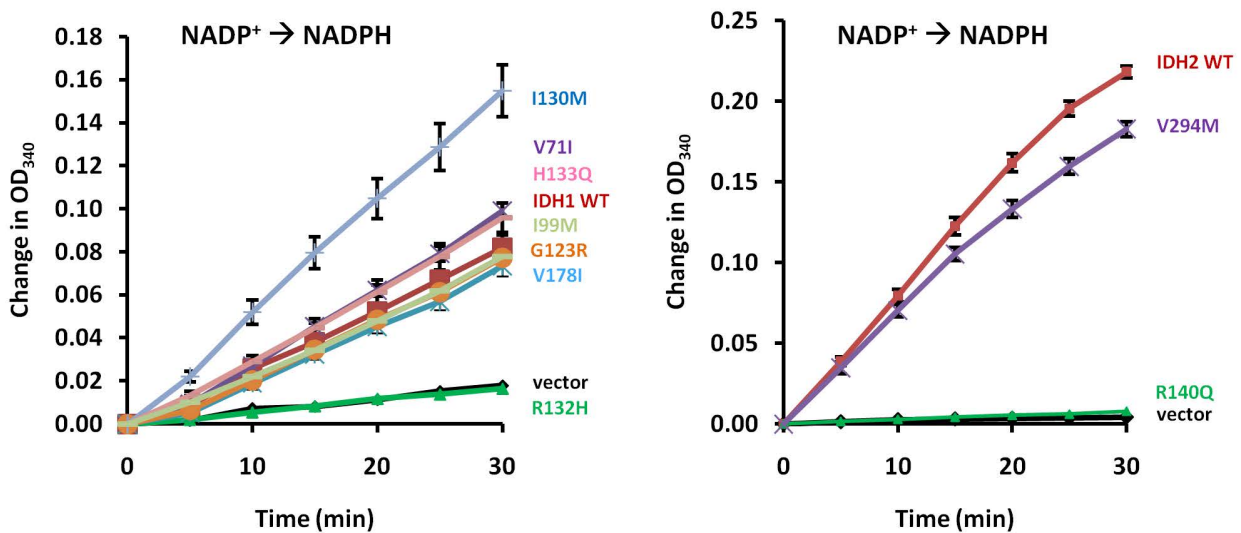 NADP⁺ → NADPH
Change in OD₃₄₀
0.18
0.16
0.14
0.12
0.10
0.08
0.06
0.04
0.02
0.00
I130M
V71I
H133Q
IDH1 WT
I99M
G123R
V178I
vector
R132H
0
10
20
30
Time (min)
NADP⁺ → NADPH
Change in OD₃₄₀
0.25
0.20
0.15
0.10
0.05
0.00
IDH2 WT
V294M
R140Q
vector
0
10
20
30
Time (min)